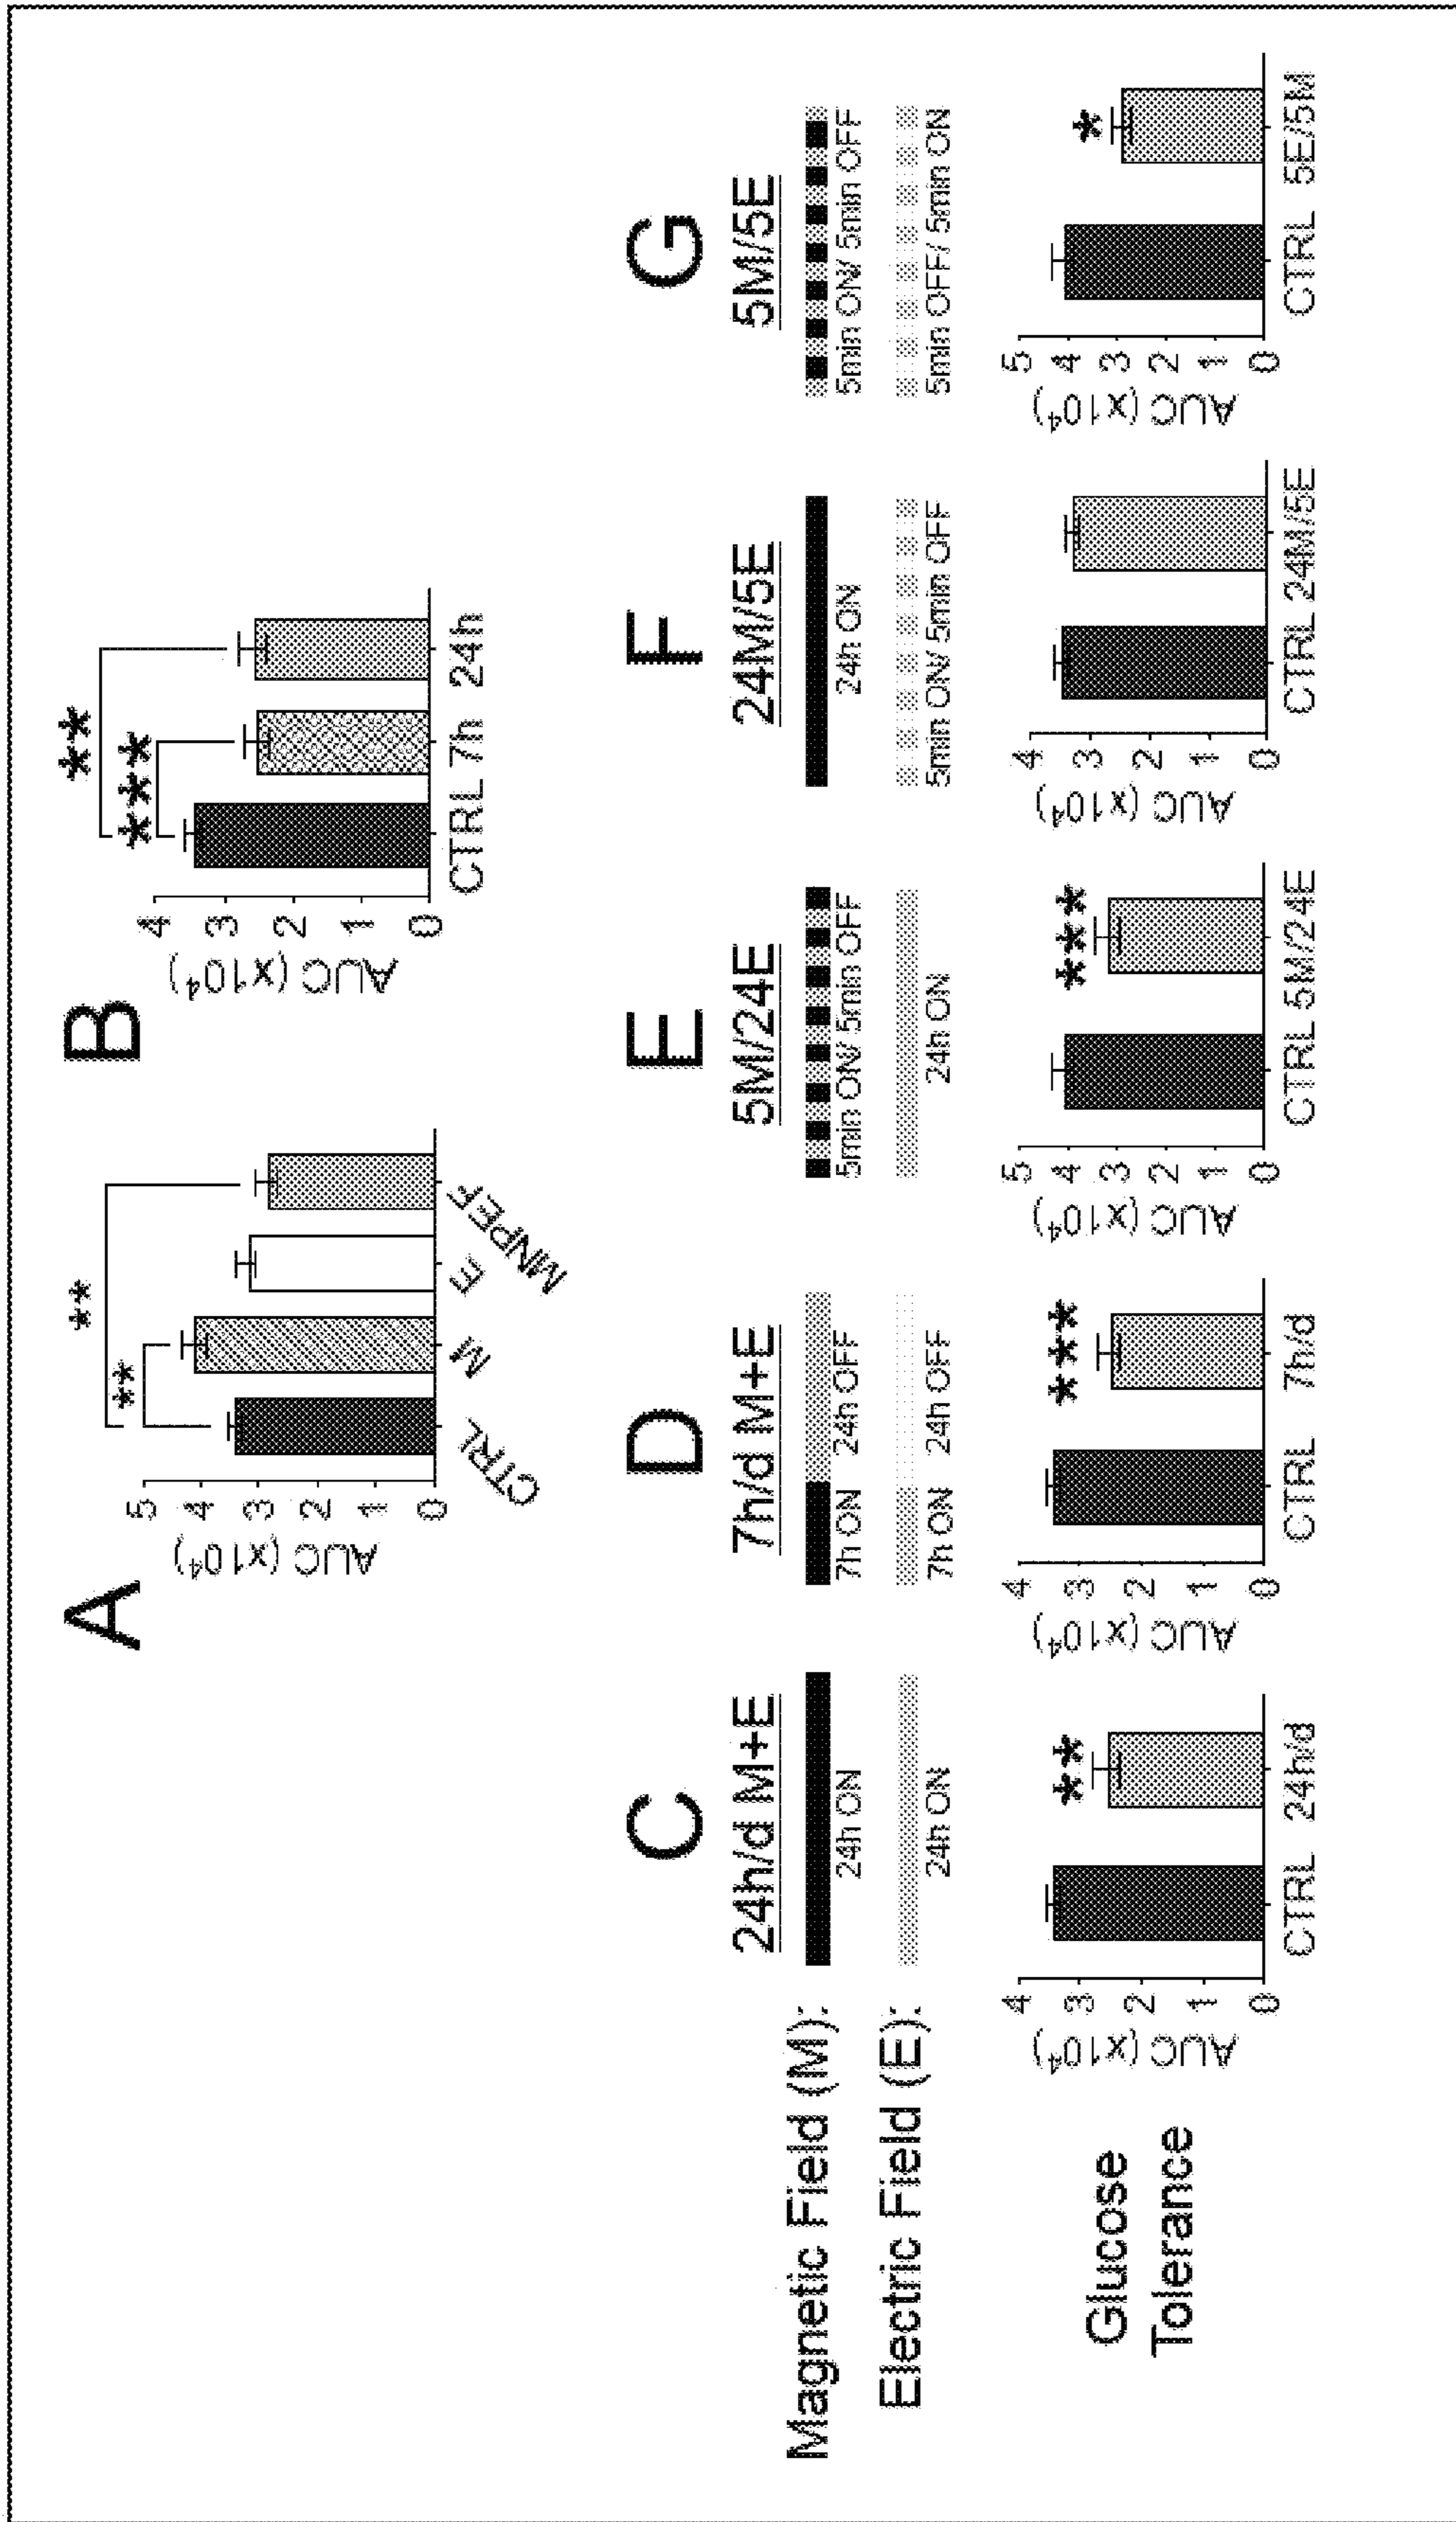 A
AUC (x10⁴)
5
4
3
2
1
0
**
**
CTRL
M
E
MNPEF
B
AUC (x10⁴)
4
3
2
1
0
**
***
CTRL 7h 24h
C
24h/d M+E
D
7h/d M+E
E
5M/24E
F
24M/5E
G
5M/5E
Magnetic Field (M):
24h ON
7h ON 24h OFF
5min ON/ 5min OFF
24h ON
5min ON/ 5min OFF
Electric Field (E):
24h ON
7h ON 24h OFF
24h ON
5min ON/ 5min OFF
5min OFF/ 5min ON
Glucose
Tolerance
AUC (x10⁴)
4
3
2
1
0
**
CTRL 24h/d
AUC (x10⁴)
4
3
2
1
0
***
CTRL 7h/d
AUC (x10⁴)
5
4
3
2
1
0
***
CTRL 5M/24E
AUC (x10⁴)
4
3
2
1
0
CTRL 24M/5E
AUC (x10⁴)
5
4
3
2
1
0
*
CTRL 5E/5M